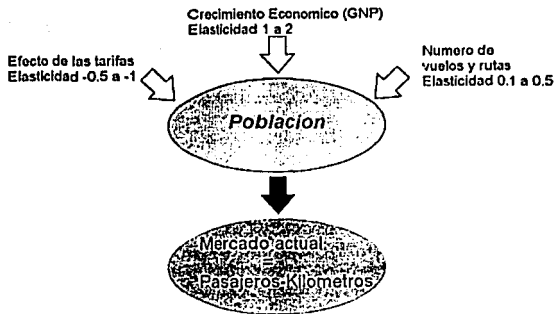 Crecimiento Economico (GNP)
Elasticidad 1 a 2
Efecto de las tarifas
Elasticidad -0.5 a -1
Numero de
vuelos y rutas
Elasticidad 0.1 a 0.5
Poblacion
Mercado actual
=
Pasajeros-Kilometros